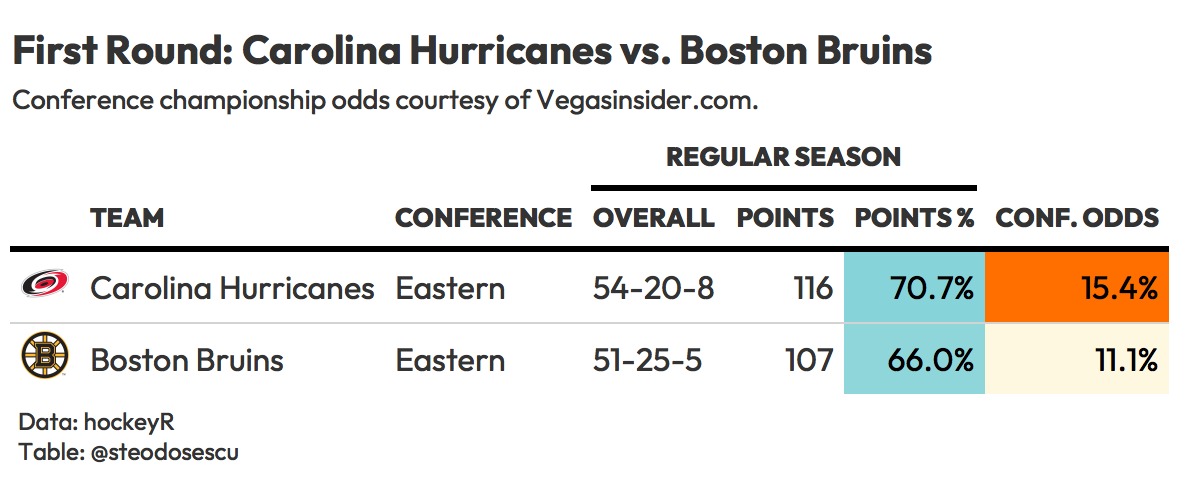 First Round: Carolina Hurricanes vs. Boston Bruins
Conference championship odds courtesy of Vegasinsider.com.
REGULAR SEASON
TEAM CONFERENCE OVERALL POINTS POINTS % CONF. ODDS
Carolina Hurricanes Eastern 54-20-8 116 70.7% 15.4%
B Boston Bruins Eastern 51-25-5 107 66.0% 11.1%
Data: hockeyR
Table: @steodosescu